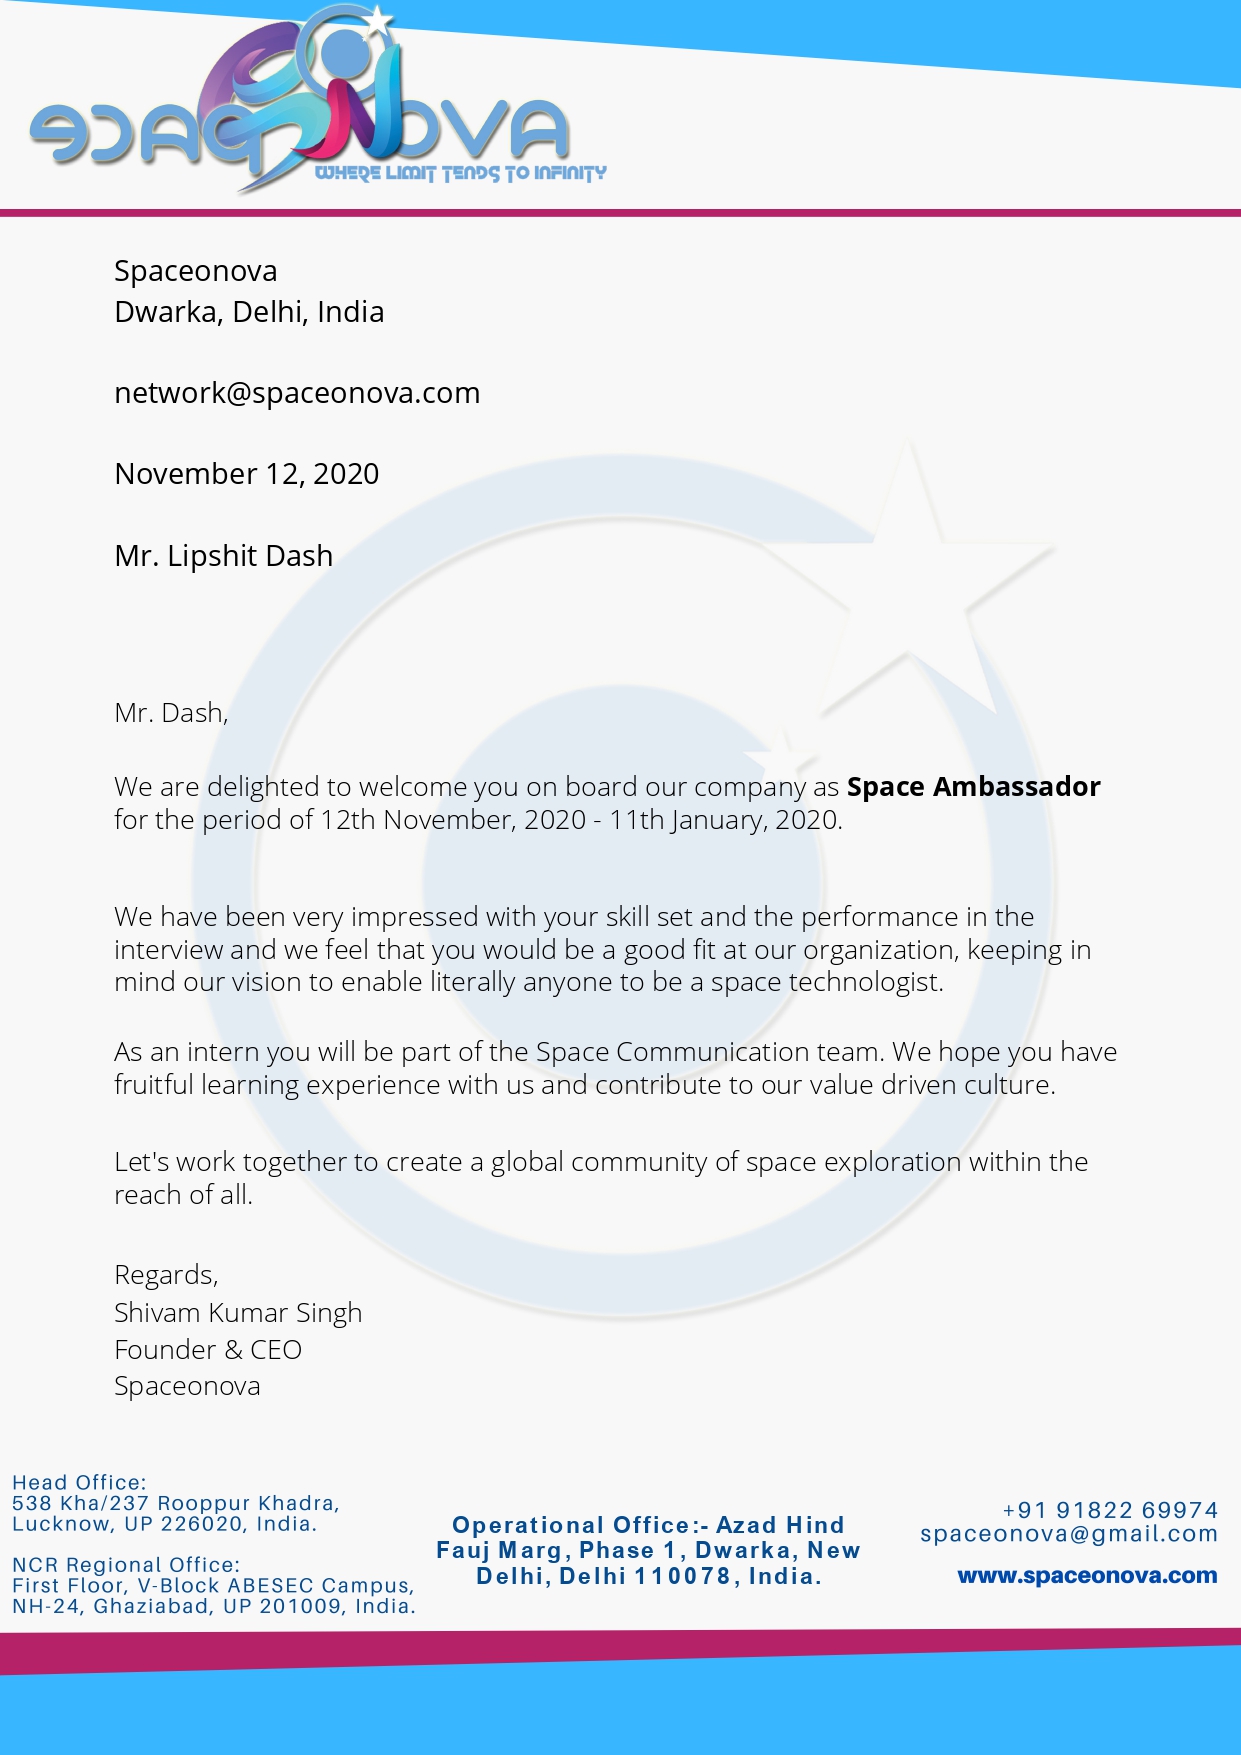 SPACEONOVA
WHERE LIMIT TENDS TO INFINITY
Spaceonova
Dwarka, Delhi, India
network@spaceonova.com
November 12, 2020
Mr. Lipshit Dash
Mr. Dash,
We are delighted to welcome you on board our company as Space Ambassador
for the period of 12th November, 2020 - 11th January, 2020.
We have been very impressed with your skill set and the performance in the
interview and we feel that you would be a good fit at our organization, keeping in
mind our vision to enable literally anyone to be a space technologist.
As an intern you will be part of the Space Communication team. We hope you have
fruitful learning experience with us and contribute to our value driven culture.
Let's work together to create a global community of space exploration within the
reach of all.
Regards,
Shivam Kumar Singh
Founder & CEO
Spaceonova
Head Office:
538 Kha/237 Rooppur Khadra,
Lucknow, UP 226020, India.
NCR Regional Office:
First Floor, V-Block ABESEC Campus,
NH-24, Ghaziabad, UP 201009, India.
Operational Office:- Azad Hind
Fauj Marg, Phase 1, Dwarka, New
Delhi, Delhi 110078, India.
+91 91822 69974
spaceonova@gmail.com
www.spaceonova.com